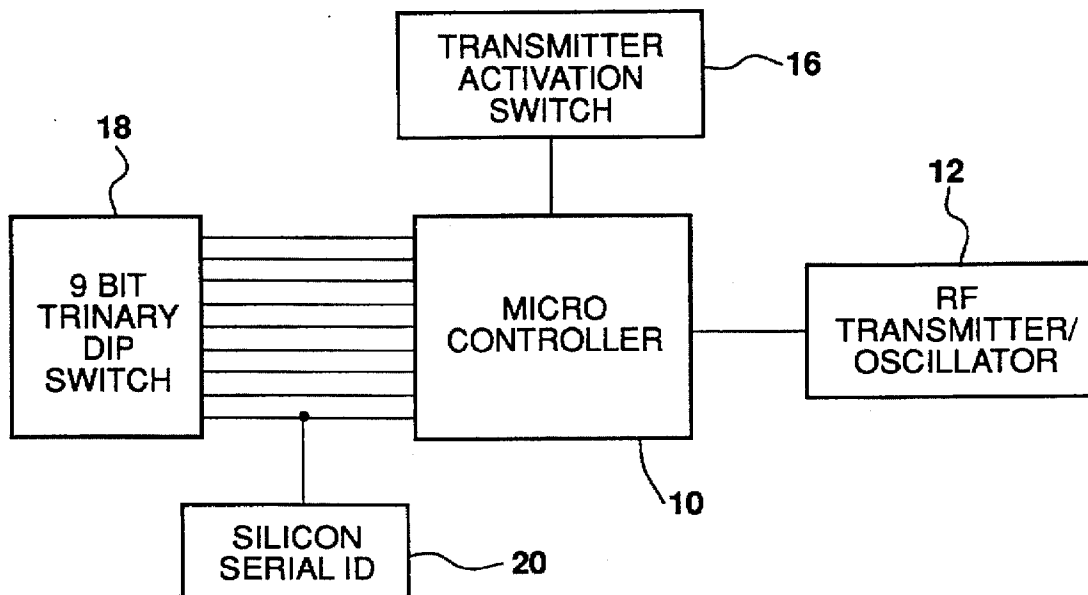 TRANSMITTER
ACTIVATION
SWITCH
16
18
12
9 BIT
TRINARY
DIP
SWITCH
MICRO
CONTROLLER
RF
TRANSMITTER/
OSCILLATOR
10
SILICON
SERIAL ID
20